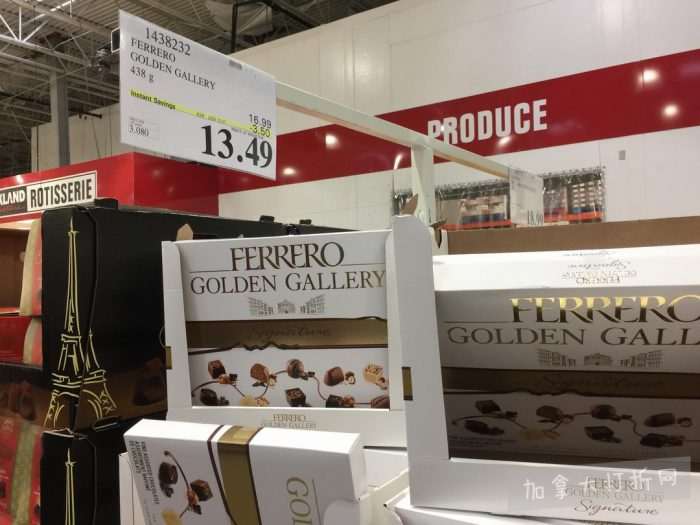 1438232
FERRERO
GOLDEN GALLERY
438 g
Instant Savings
16.99
-3.50
3.080
13.49
PRODUCE
KLAND
ROTISSERIE
FERRERO
GOLDEN GALLERY
Signature
FERRERO
GOLDEN GALLERY
FERRERO
GOLDEN GALL
Signature
FERRERO
GOLDEN GALLERY
Signature
GOL
加拿大打折网